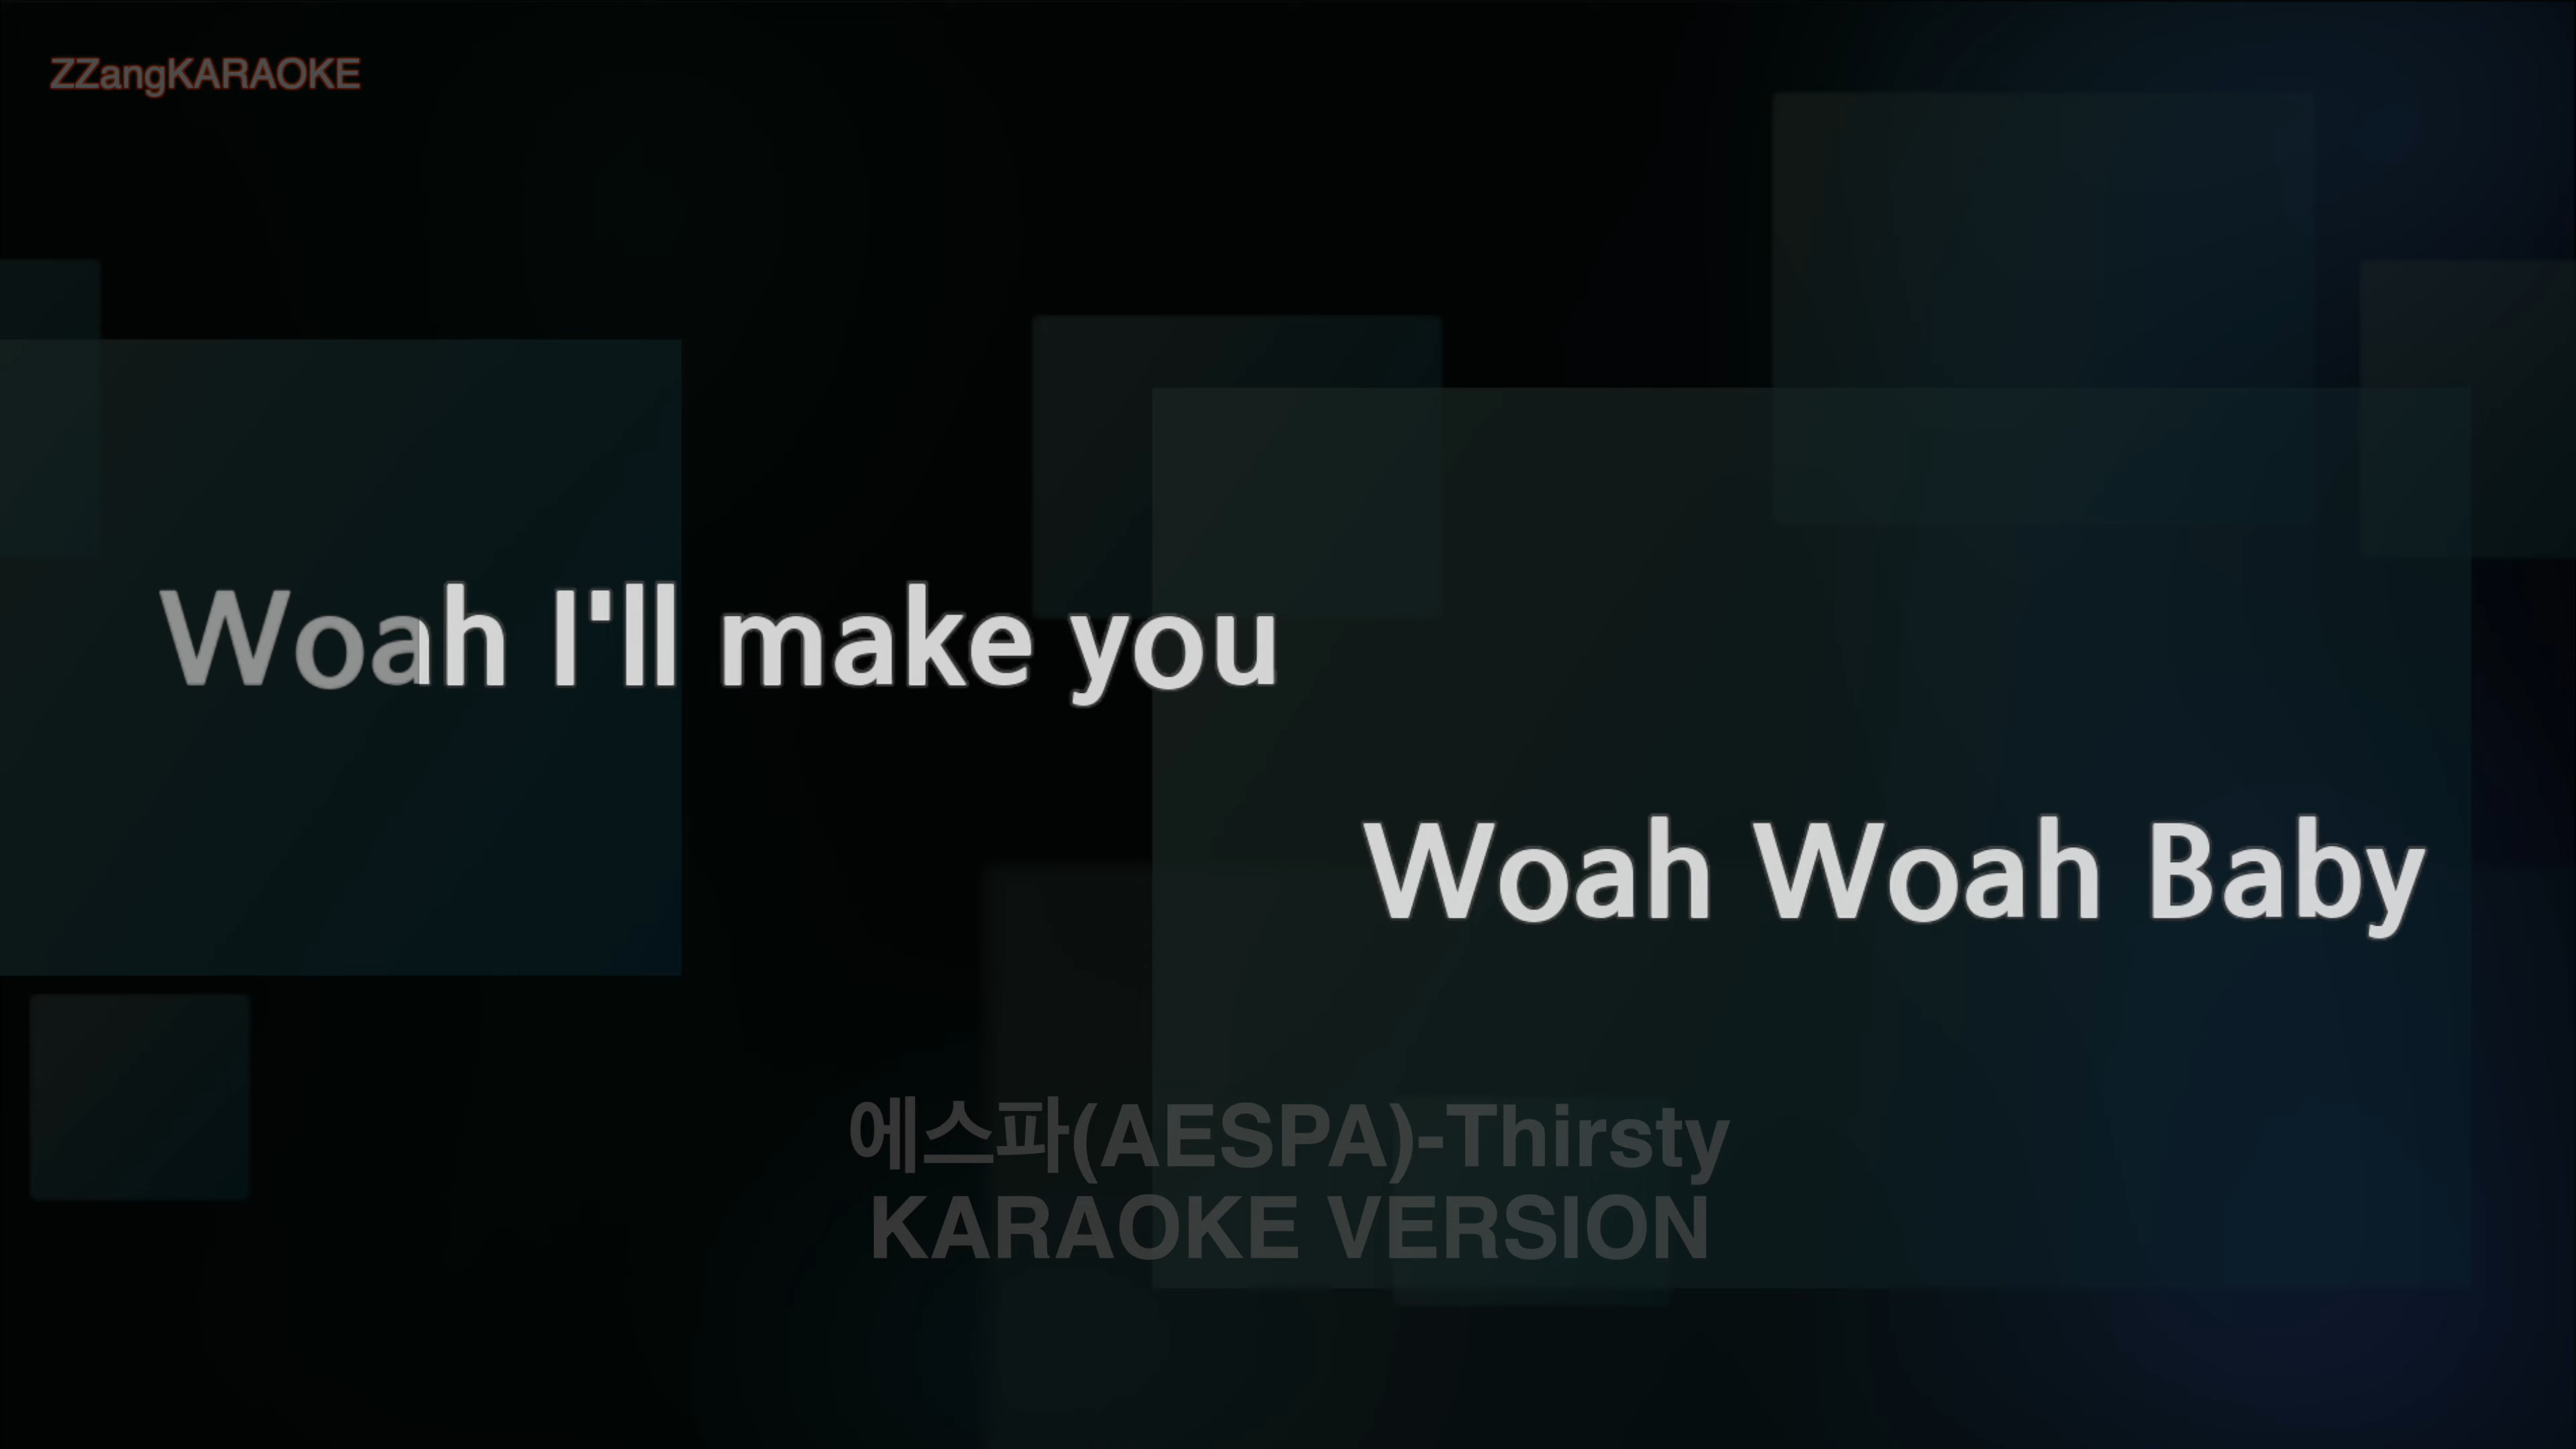 ZZangKARAOKE
Woah I'll make you
Woah Woah Baby
에스파(AESPA)-Thirsty
KARAOKE VERSION